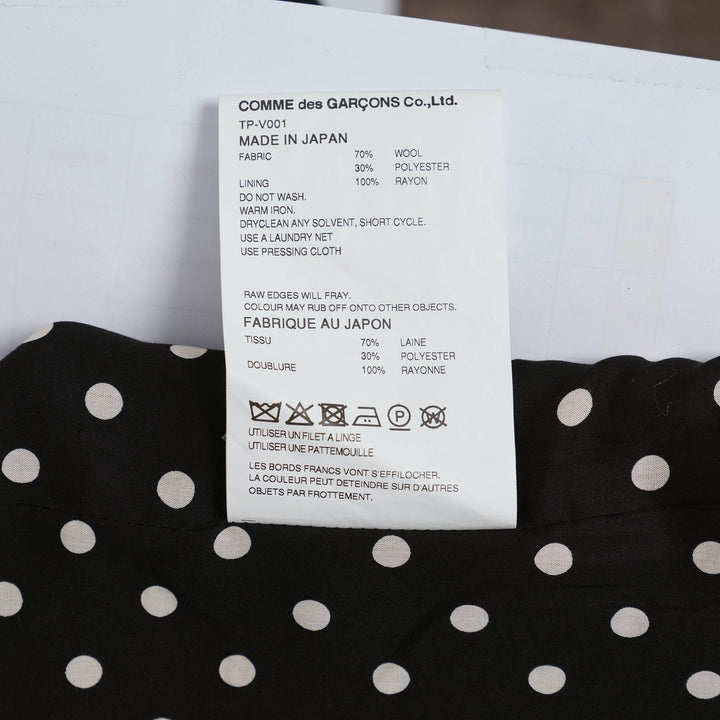 COMME des GARÇONS Co.,Ltd.
TP-V001
MADE IN JAPAN
FABRIC 70% WOOL
30% POLYESTER
LINING 100% RAYON
DO NOT WASH.
WARM IRON.
DRYCLEAN ANY SOLVENT, SHORT CYCLE.
USE A LAUNDRY NET
USE PRESSING CLOTH
RAW EDGES WILL FRAY.
COLOUR MAY RUB OFF ONTO OTHER OBJECTS.
FABRIQUE AU JAPON
TISSU 70% LAINE
30% POLYESTER
DOUBLURE 100% RAYONNE
P W
UTILISER UN FILET A LINGE
UTILISER UNE PATTEMOUILLE
LES BORDS FRANCS VONT S'EFFILOCHER.
LA COULEUR PEUT DETEINDRE SUR D'AUTRES
OBJETS PAR FROTTEMENT.